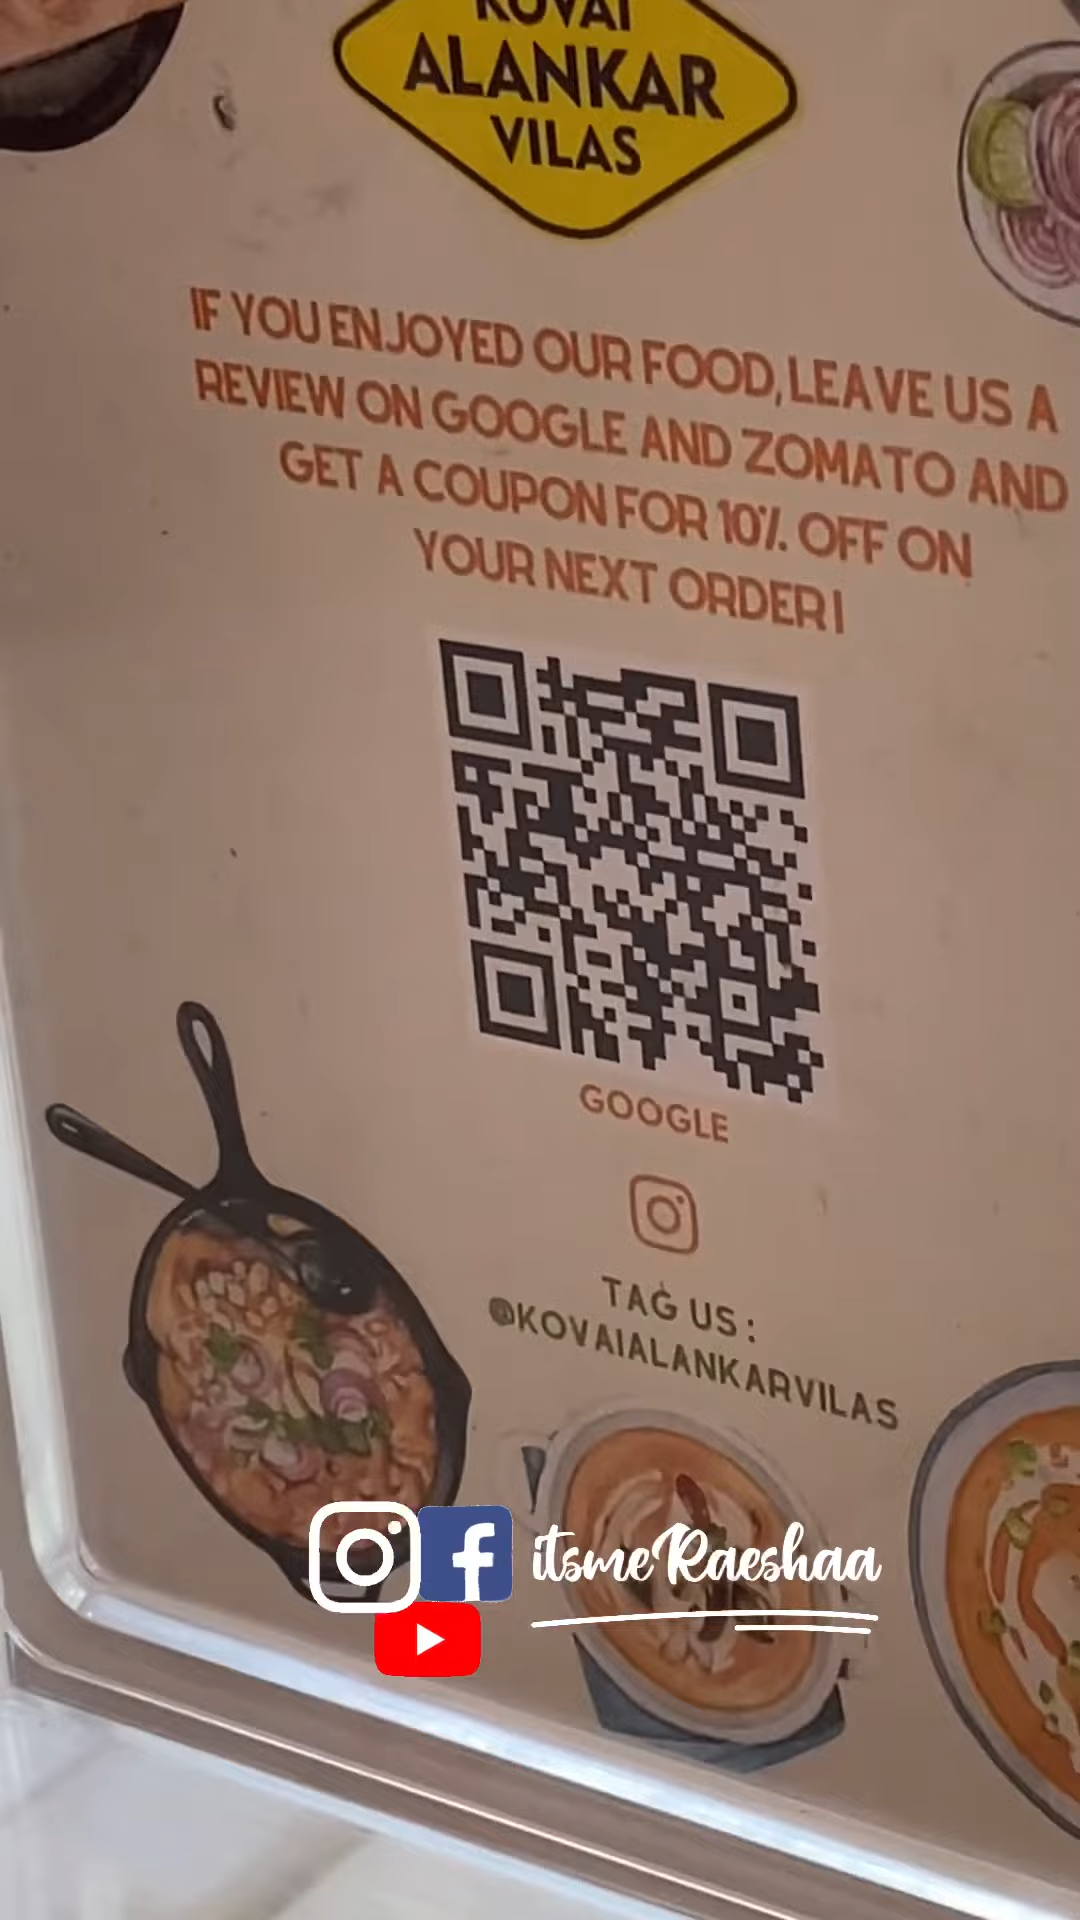 KOVAI
ALANKAR
VILAS
IF YOU ENJOYED OUR FOOD, LEAVE US A
REVIEW ON GOOGLE AND ZOMATO AND
GET A COUPON FOR 10% OFF ON
YOUR NEXT ORDER!
GOOGLE
TAG US :
@KOVAIALANKARVILAS
itsmeRaeshaa